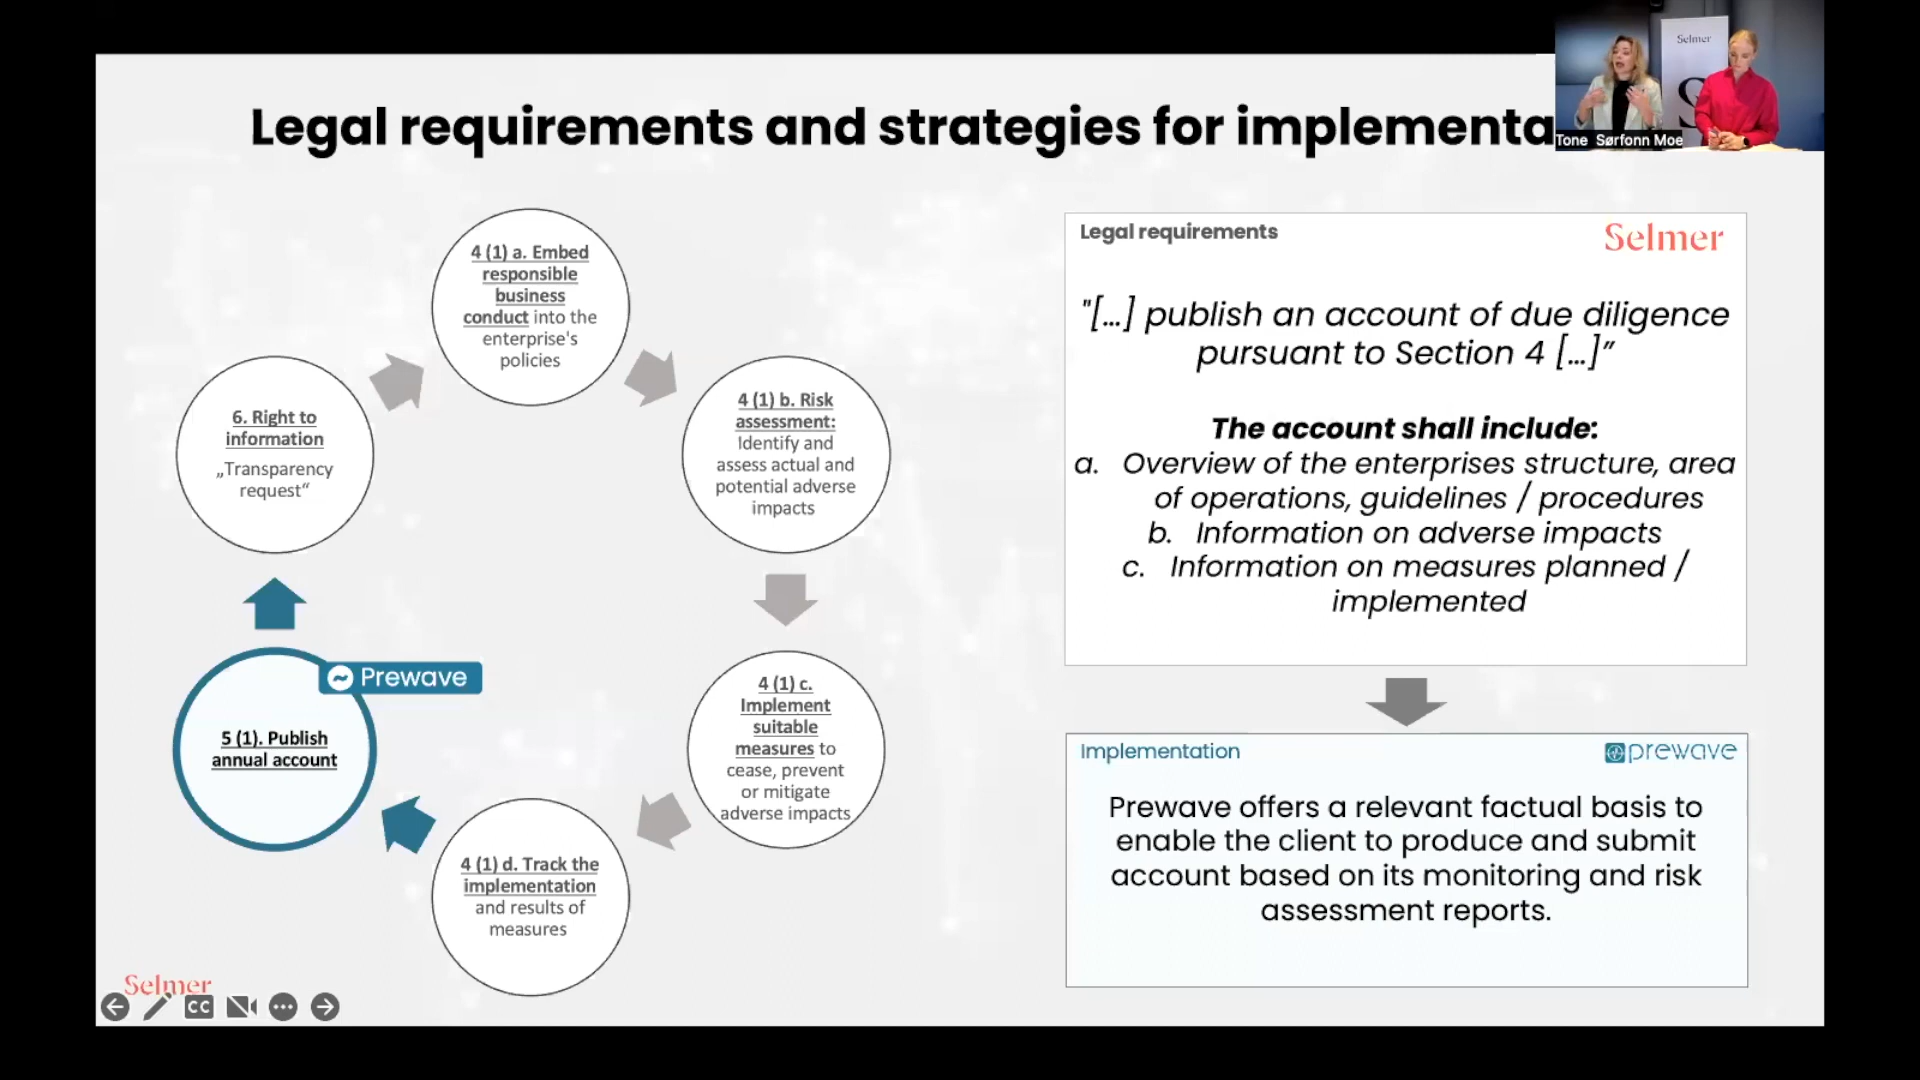 Legal requirements and strategies for implementa
Selmer
Tone Sørfonn Moe
4 (1) a. Embed
responsible
business
conduct into the
enterprise's
policies
4 (1) b. Risk
assessment:
Identify and
assess actual and
potential adverse
impacts
4 (1) c.
Implement
suitable
measures to
cease, prevent
or mitigate
adverse impacts
4 (1) d. Track the
implementation
and results of
measures
Prewave
5 (1). Publish
annual account
6. Right to
information
„Transparency
request“
Legal requirements
Selmer
"[...] publish an account of due diligence
pursuant to Section 4 [...]”
The account shall include:
a. Overview of the enterprises structure, area
of operations, guidelines / procedures
b. Information on adverse impacts
c. Information on measures planned /
implemented
Implementation
prewave
Prewave offers a relevant factual basis to
enable the client to produce and submit
account based on its monitoring and risk
assessment reports.
Selmer
CC